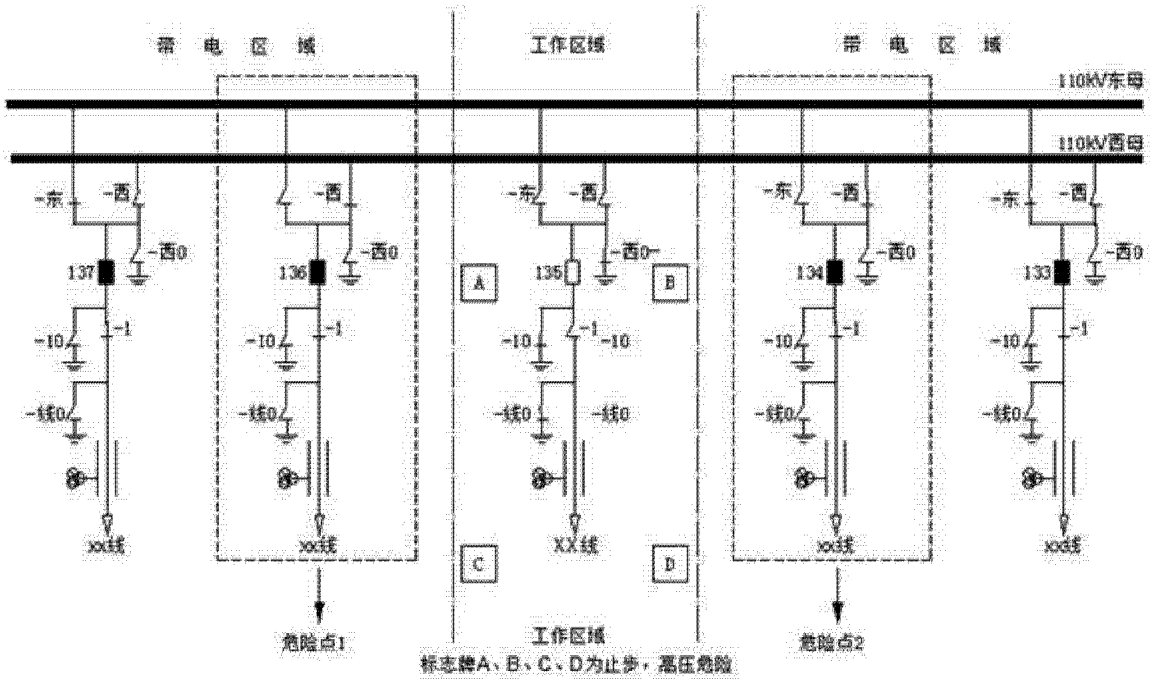 带 电 区 域 工作区域 带 电 区 域
110kV东母
110kV西母
-东 -西 -西 -东 -西 -东 -西 -东 -西
-西0 -西0 -西0- -西0 -西0
137 136 A 135 B 134 133
-10 -1 -10 -1 -10 -1 -10 -10 -1 -10 -1
-线0 -线0 -线0 -线0 -线0 -线0
xx线 xx线 XX线 xx线 xx线
C D
危险点1 工作区域 危险点2
标志牌A、B、C、D为止步，高压危险